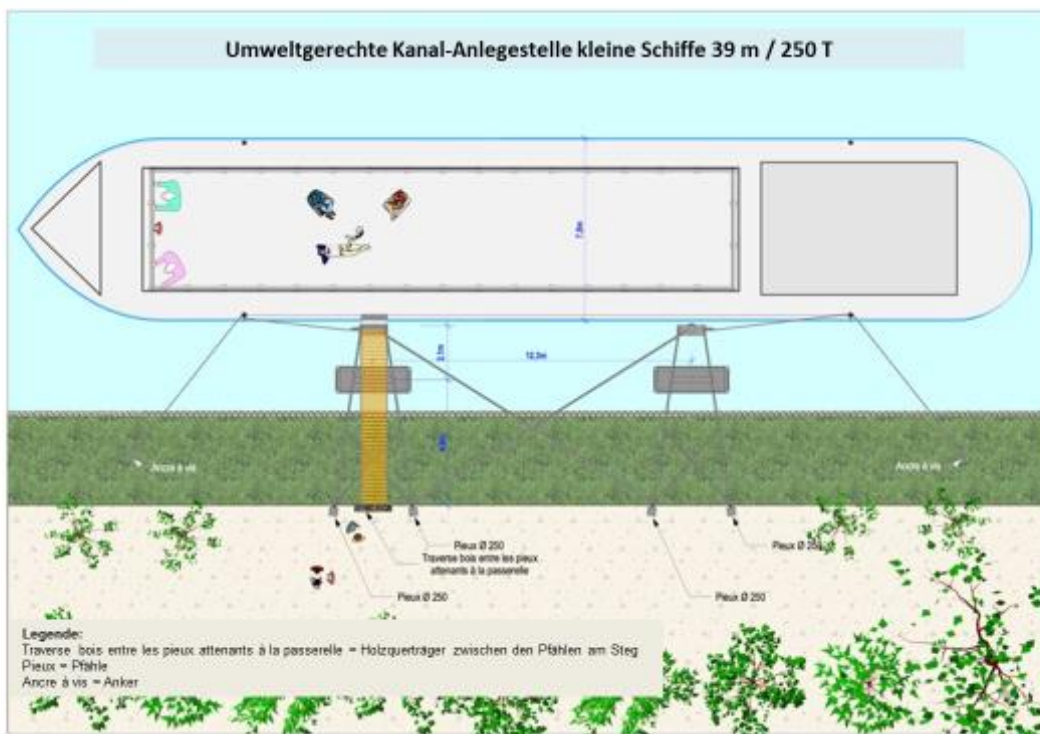 Umweltgerechte Kanal-Anlegestelle kleine Schiffe 39 m / 250 T
Ancre à vis
Ancre à vis
Pieux Ø 250
Traverse bois entre les pieux
attenants à la passerelle
Pieux Ø 250
Pieux Ø 250
Pieux Ø 250
Legende:
Traverse bois entre les pieux attenants à la passerelle = Holzquerträger zwischen den Pfählen am Steg
Pieux = Pfähle
Ancre à vis = Anker